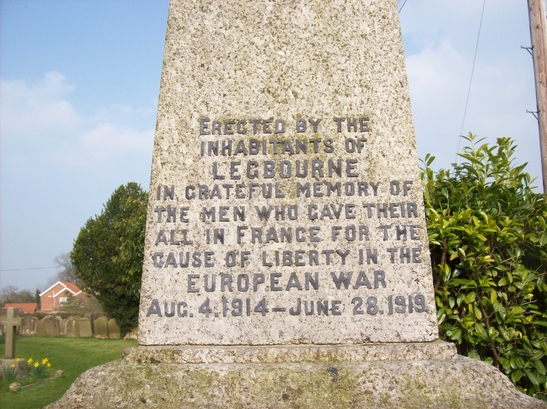 ERECTED BY THE
INHABITANTS OF
LEGBOURNE
IN GRATEFUL MEMORY OF
THE MEN WHO GAVE THEIR
ALL IN FRANCE FOR THE
CAUSE OF LIBERTY IN THE
EUROPEAN WAR
AUG. 4. 1914 – JUNE 28. 1919.